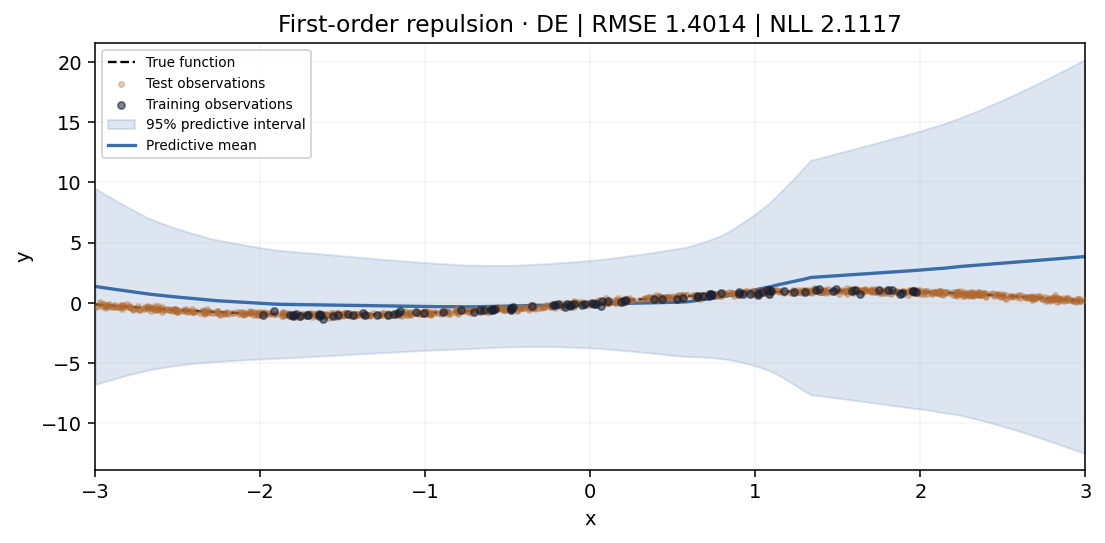 First-order repulsion · DE | RMSE 1.4014 | NLL 2.1117
True function
Test observations
Training observations
95% predictive interval
Predictive mean
20
15
10
5
0
−5
−10
y
−3
−2
−1
0
1
2
3
x